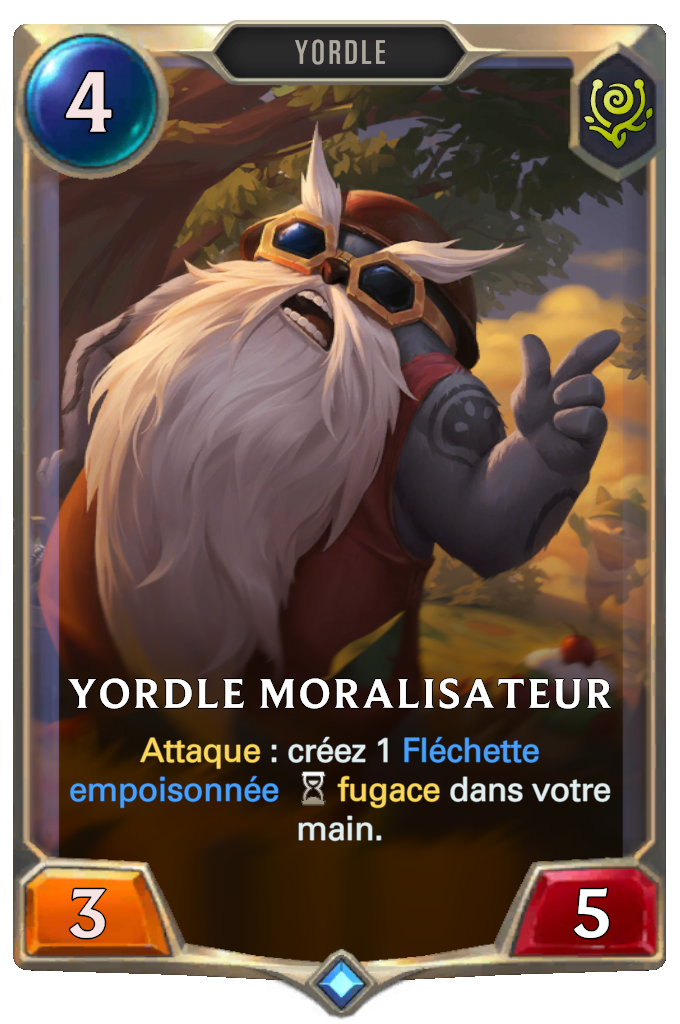 YORDLE
4
YORDLE MORALISATEUR
Attaque : créez 1 Fléchette
empoisonnée fugace dans votre
main.
3
5